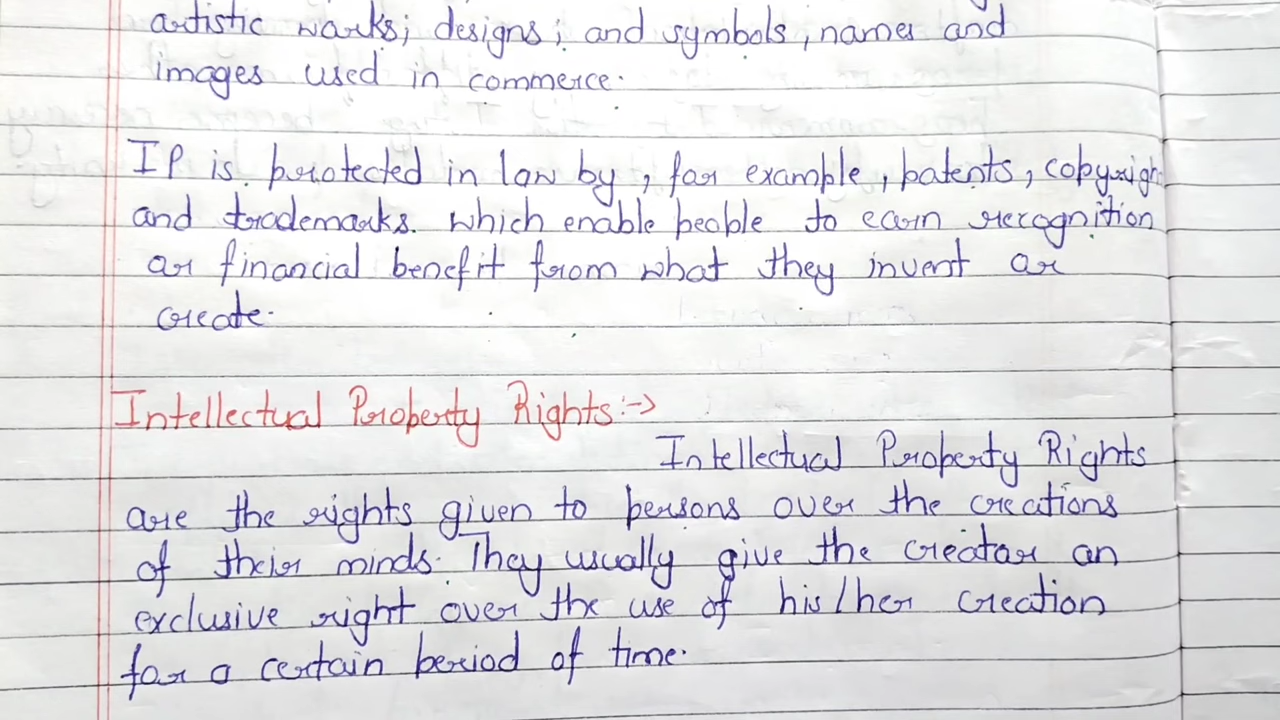 artistic works; designs; and symbols, names and
images used in commerce.
IP is protected in law by, for example, patents, copyright
and trademarks. which enable people to earn recognition
or financial benefit from what they invent or
create.
Intellectual Property Rights:->
Intellectual Property Rights
are the rights given to persons over the creations
of their minds. They usually give the creator an
exclusive right over the use of his/her creation
for a certain period of time.